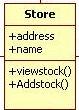 Store
+address
+name
+viewstock()
+Addstock()